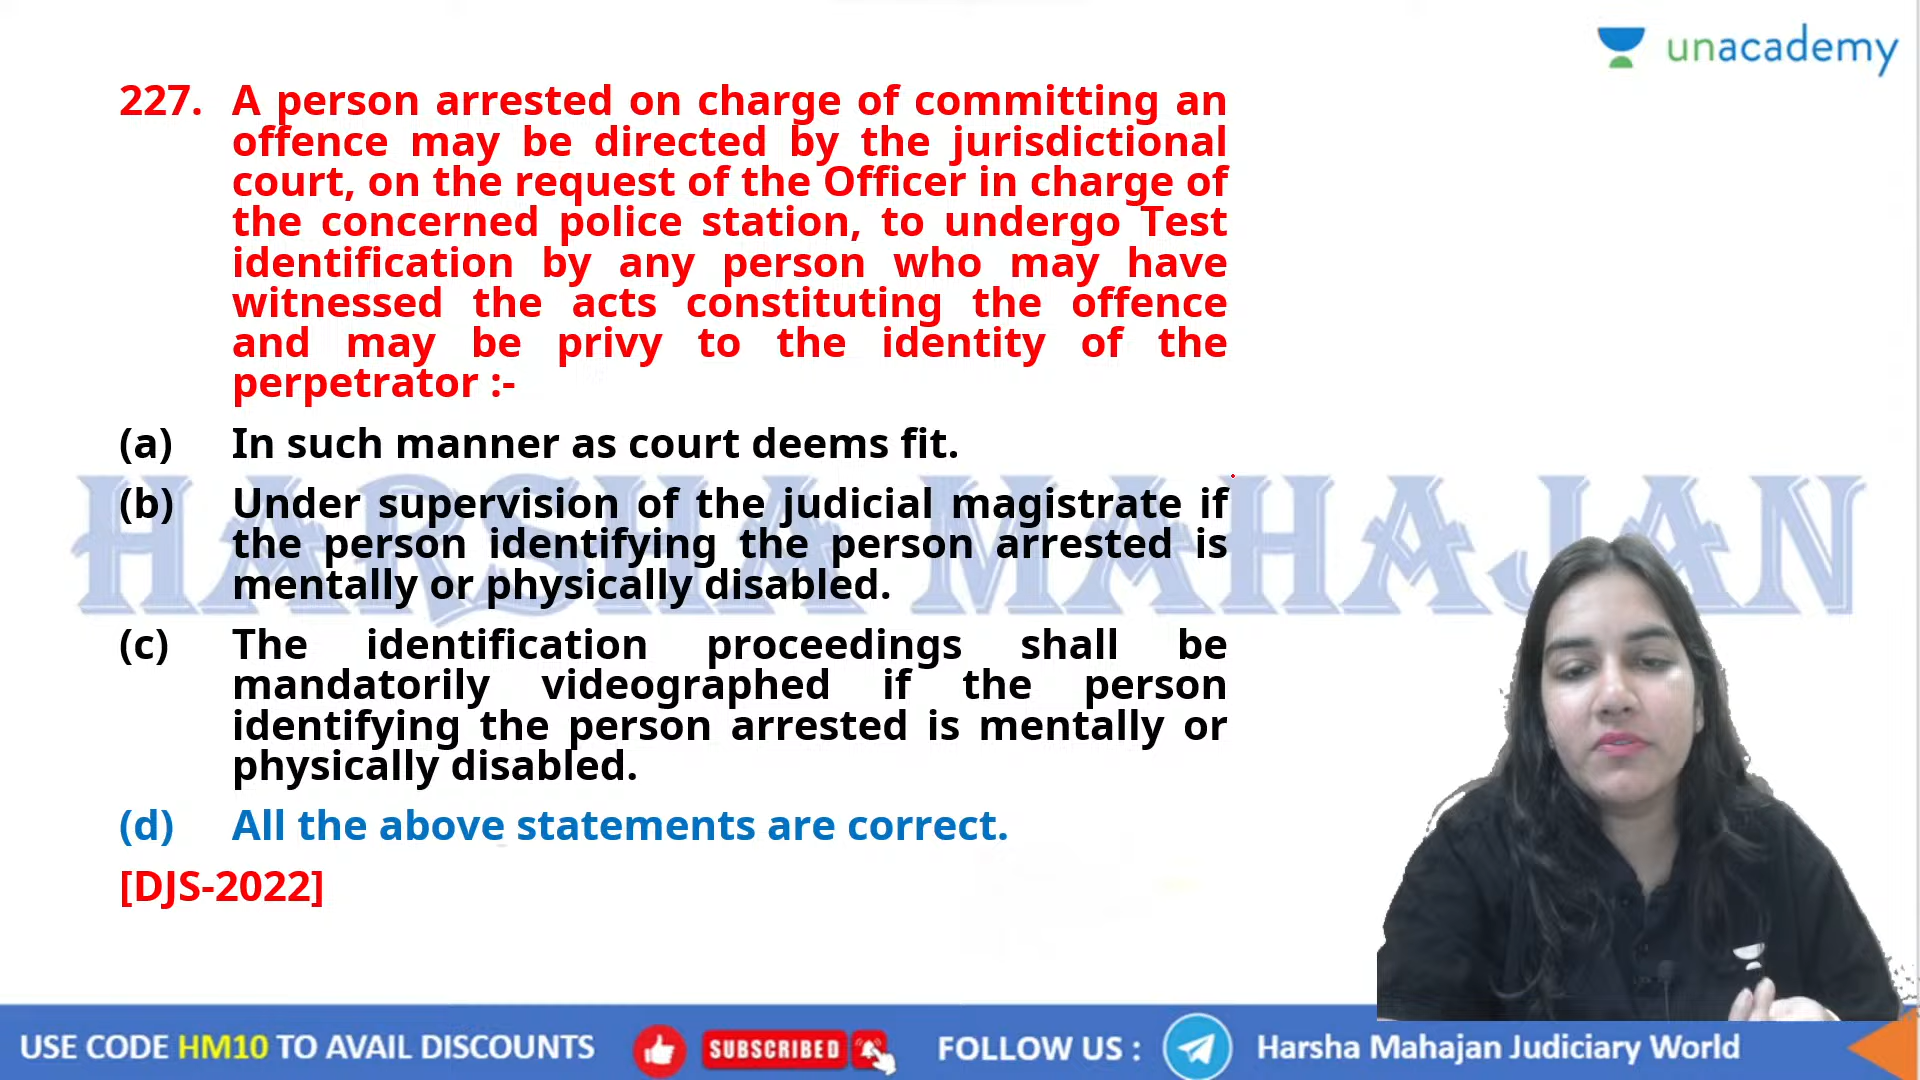 unacademy
227. A person arrested on charge of committing an
offence may be directed by the jurisdictional
court, on the request of the Officer in charge of
the concerned police station, to undergo Test
identification by any person who may have
witnessed the acts constituting the offence
and may be privy to the identity of the
perpetrator :-
(a) In such manner as court deems fit.
HARSHA MAHAJAN
(b) Under supervision of the judicial magistrate if
the person identifying the person arrested is
mentally or physically disabled.
(c) The identification proceedings shall be
mandatorily videographed if the person
identifying the person arrested is mentally or
physically disabled.
(d) All the above statements are correct.
[DJS-2022]
USE CODE HM10 TO AVAIL DISCOUNTS SUBSCRIBED FOLLOW US : Harsha Mahajan Judiciary World